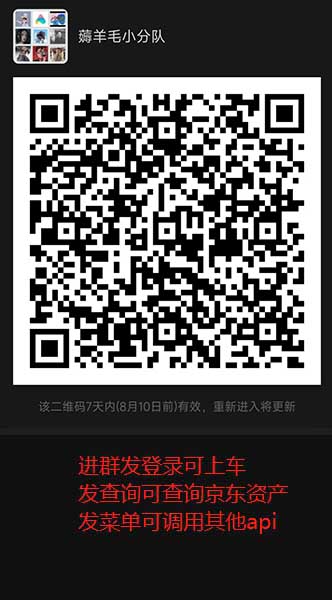 薅羊毛小分队
该二维码7天内(8月10日前)有效，重新进入将更新
进群发登录可上车
发查询可查询京东资产
发菜单可调用其他api